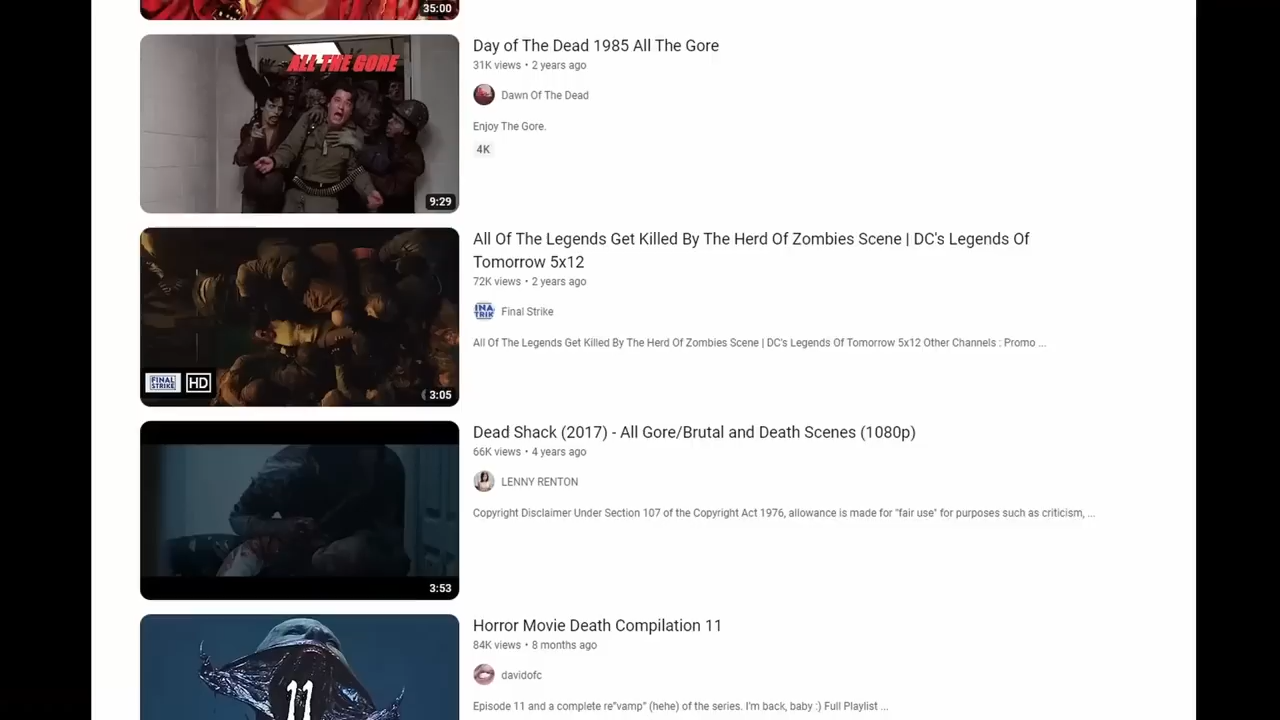 35:00
ALL THE GORE
9:29
Day of The Dead 1985 All The Gore
31K views • 2 years ago
Dawn Of The Dead
Enjoy The Gore.
4K
FINAL STRIKE
HD
3:05
All Of The Legends Get Killed By The Herd Of Zombies Scene | DC's Legends Of
Tomorrow 5x12
72K views • 2 years ago
INA
TRIK
Final Strike
All Of The Legends Get Killed By The Herd Of Zombies Scene | DC's Legends Of Tomorrow 5x12 Other Channels : Promo ...
3:53
Dead Shack (2017) - All Gore/Brutal and Death Scenes (1080p)
66K views • 4 years ago
LENNY RENTON
Copyright Disclaimer Under Section 107 of the Copyright Act 1976, allowance is made for "fair use" for purposes such as criticism, ...
11
Horror Movie Death Compilation 11
84K views • 8 months ago
davidofc
Episode 11 and a complete re"vamp" (hehe) of the series. I'm back, baby :) Full Playlist ...